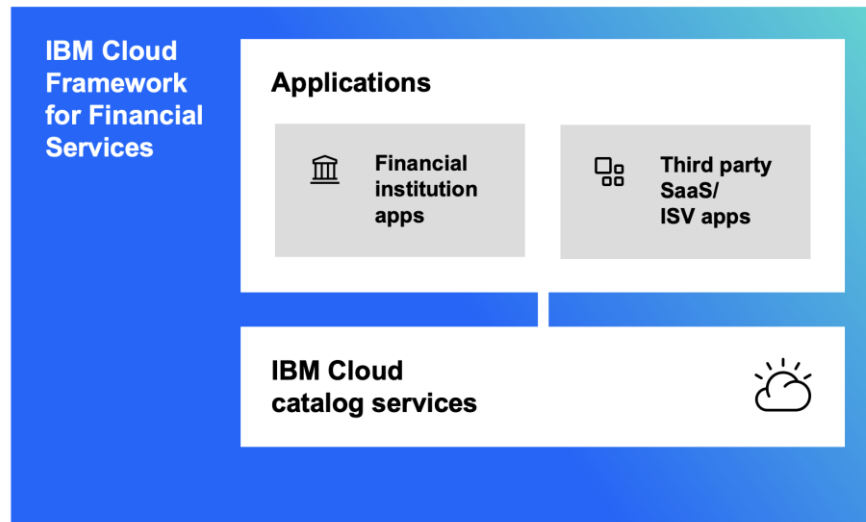 IBM Cloud
Framework
for Financial
Services
Applications
Financial
institution
apps
Third party
SaaS/
ISV apps
IBM Cloud
catalog services